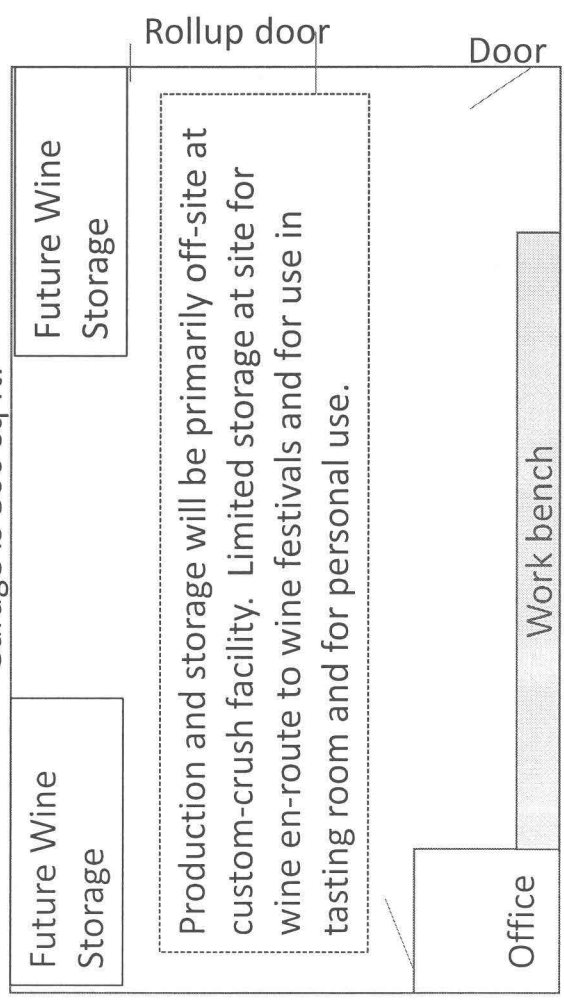 Rollup door
Door
Future Wine
Storage
Future Wine
Storage
Production and storage will be primarily off-site at
custom-crush facility. Limited storage at site for
wine en-route to wine festivals and for use in
tasting room and for personal use.
Work bench
Office